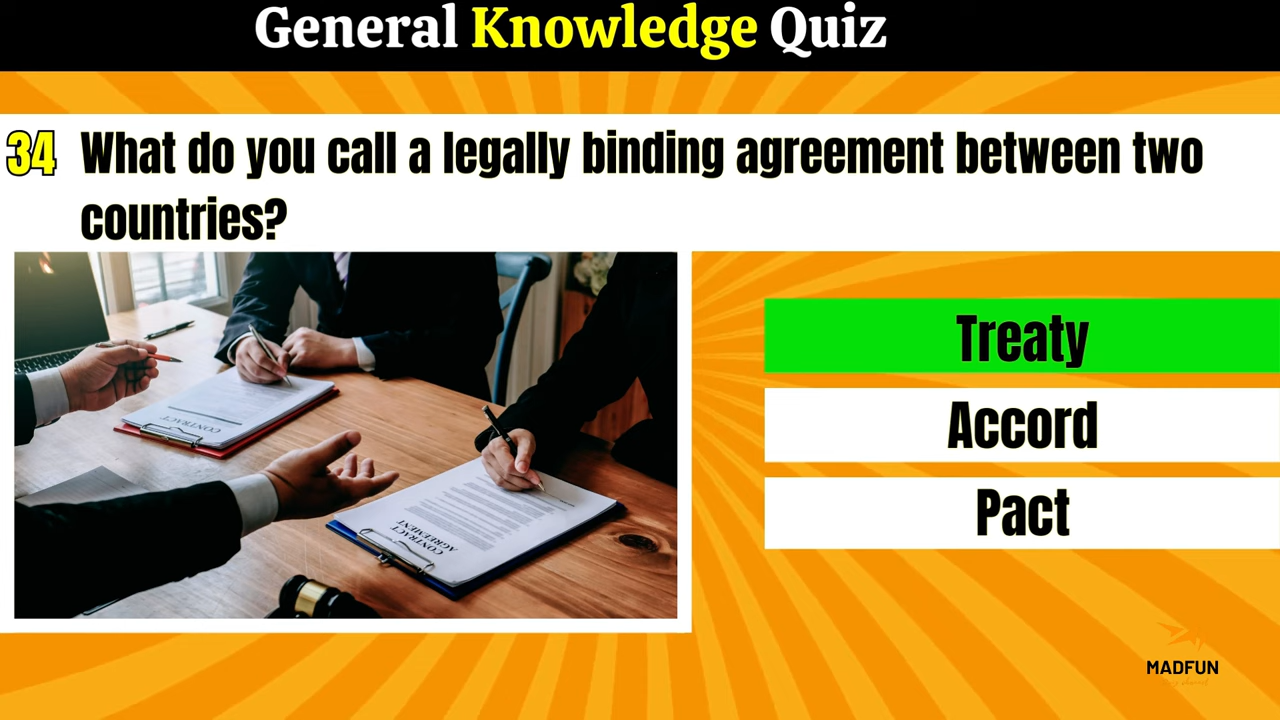 General Knowledge Quiz
34 What do you call a legally binding agreement between two
countries?
Treaty
Accord
Pact
CONTRACT
CONTRACT
AGREEMENT
MADFUN